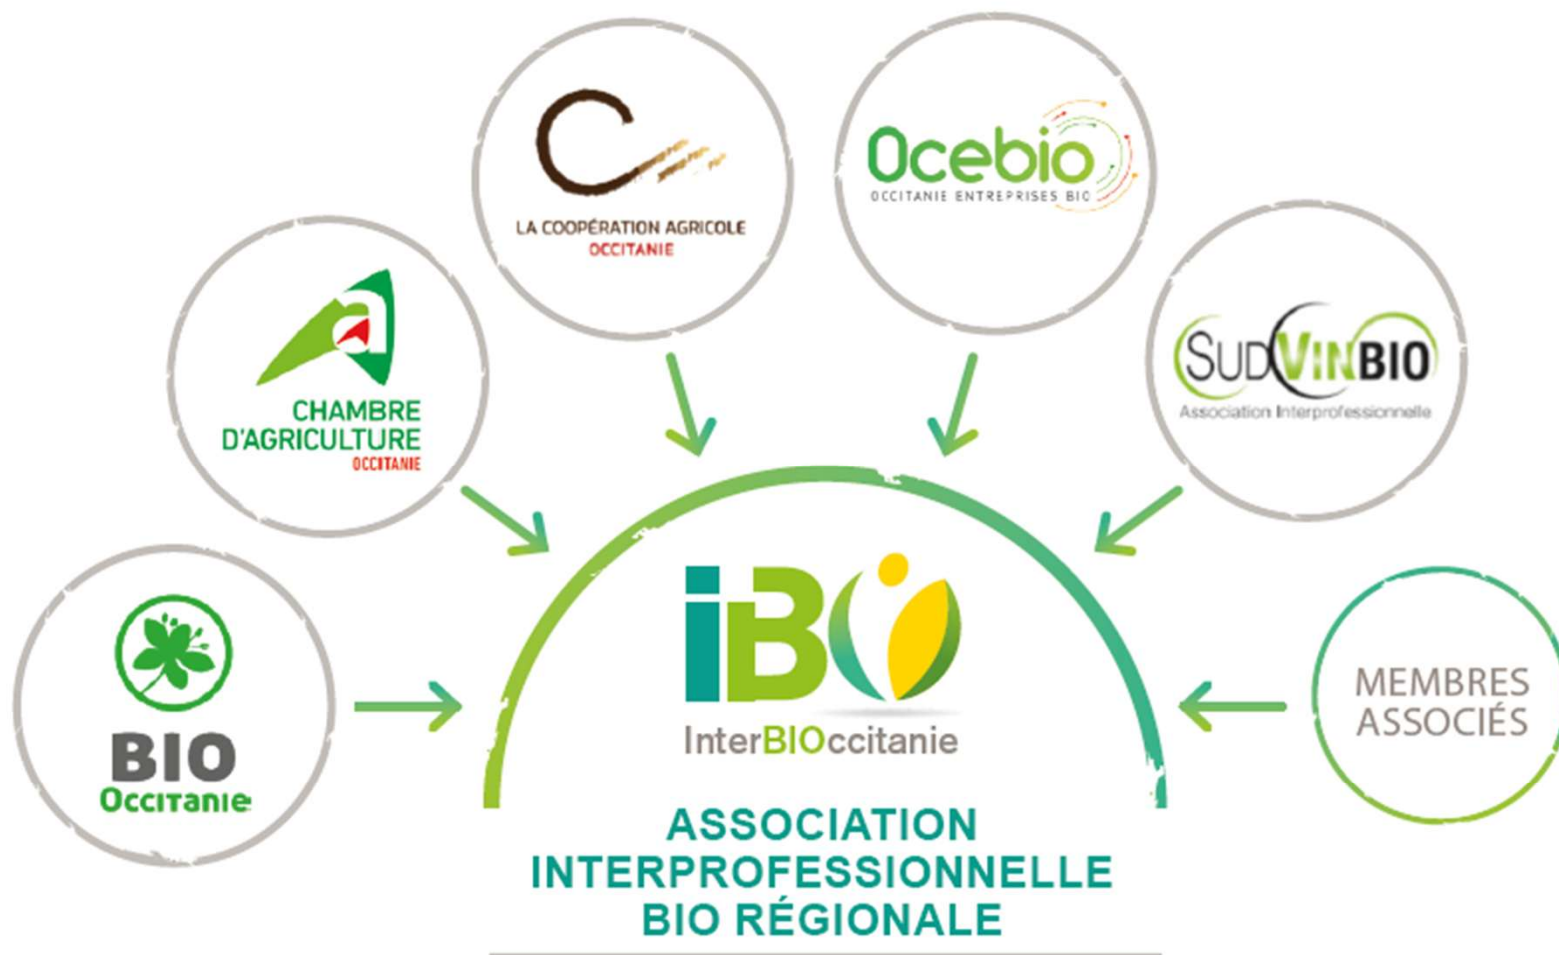 LA COOPÉRATION AGRICOLE
OCCITANIE
Ocebio
OCCITANIE ENTREPRISES BIO
CHAMBRE
D'AGRICULTURE
OCCITANIE
SUDVINBIO
Association Interprofessionnelle
BIO
OCCITANIE
iBO
InterBIOccitanie
MEMBRES
ASSOCIÉS
ASSOCIATION
INTERPROFESSIONNELLE
BIO RÉGIONALE